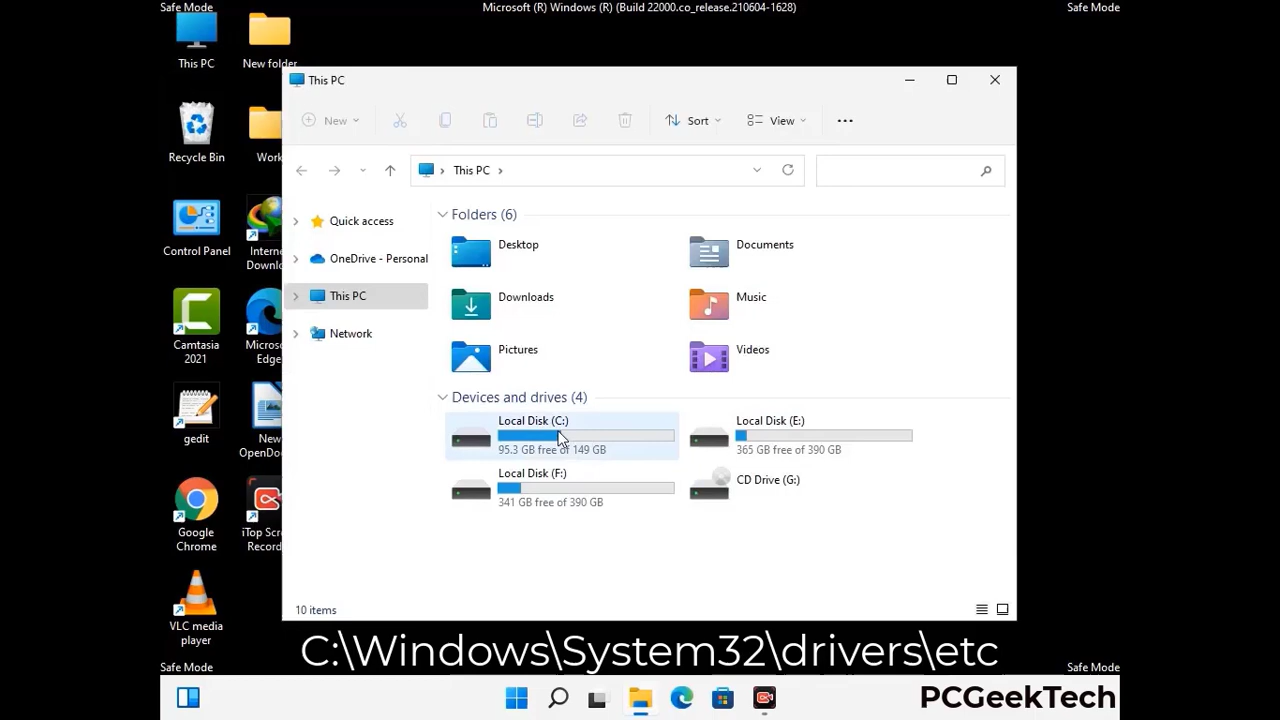 Safe Mode
Microsoft (R) Windows (R) (Build 22000.co_release.210604-1628)
Safe Mode
This PC
New folder
Recycle Bin
Work
Control Panel
Internet
Downlo
Camtasia
2021
Micros
Edge
gedit
New
OpenDo
Google
Chrome
iTop Scre
Record
VLC media
player
This PC
New
Sort
View
This PC
Quick access
OneDrive - Personal
This PC
Network
Folders (6)
Desktop
Documents
Downloads
Music
Pictures
Videos
Devices and drives (4)
Local Disk (C:)
95.3 GB free of 149 GB
Local Disk (E:)
365 GB free of 390 GB
Local Disk (F:)
341 GB free of 390 GB
CD Drive (G:)
10 items
C:\Windows\System32\drivers\etc
Safe Mode
Safe Mode
PCGeekTech